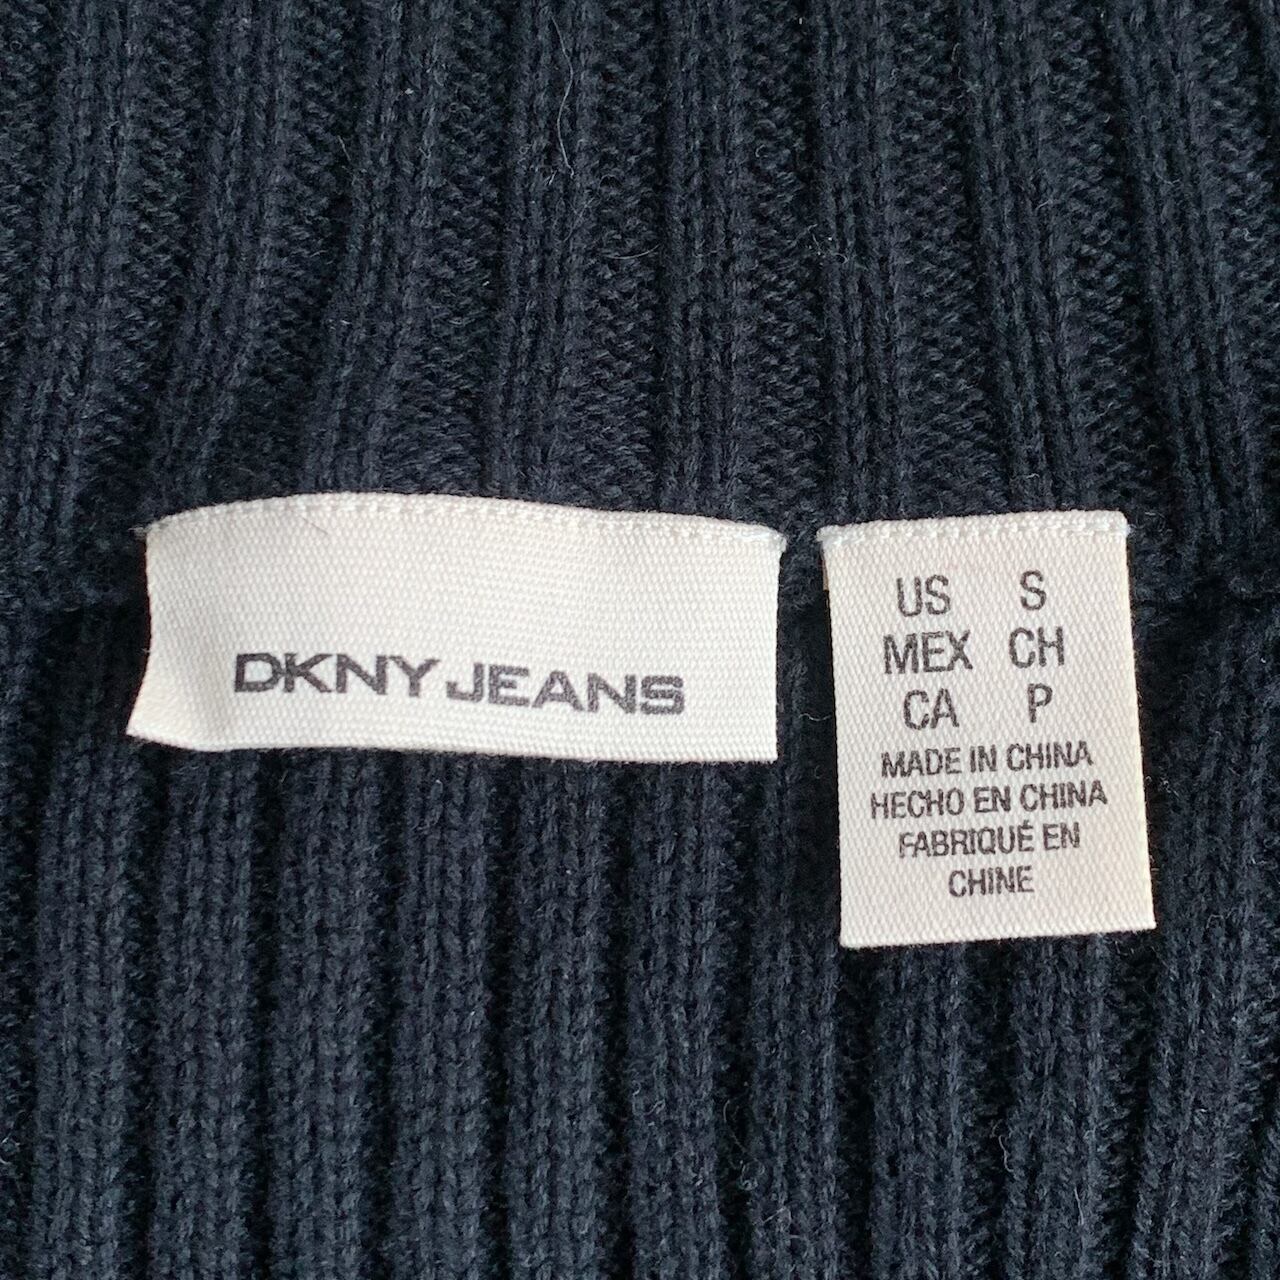 DKNY JEANS
US S
MEX CH
CA P
MADE IN CHINA
HECHO EN CHINA
FABRIQUÉ EN
CHINE